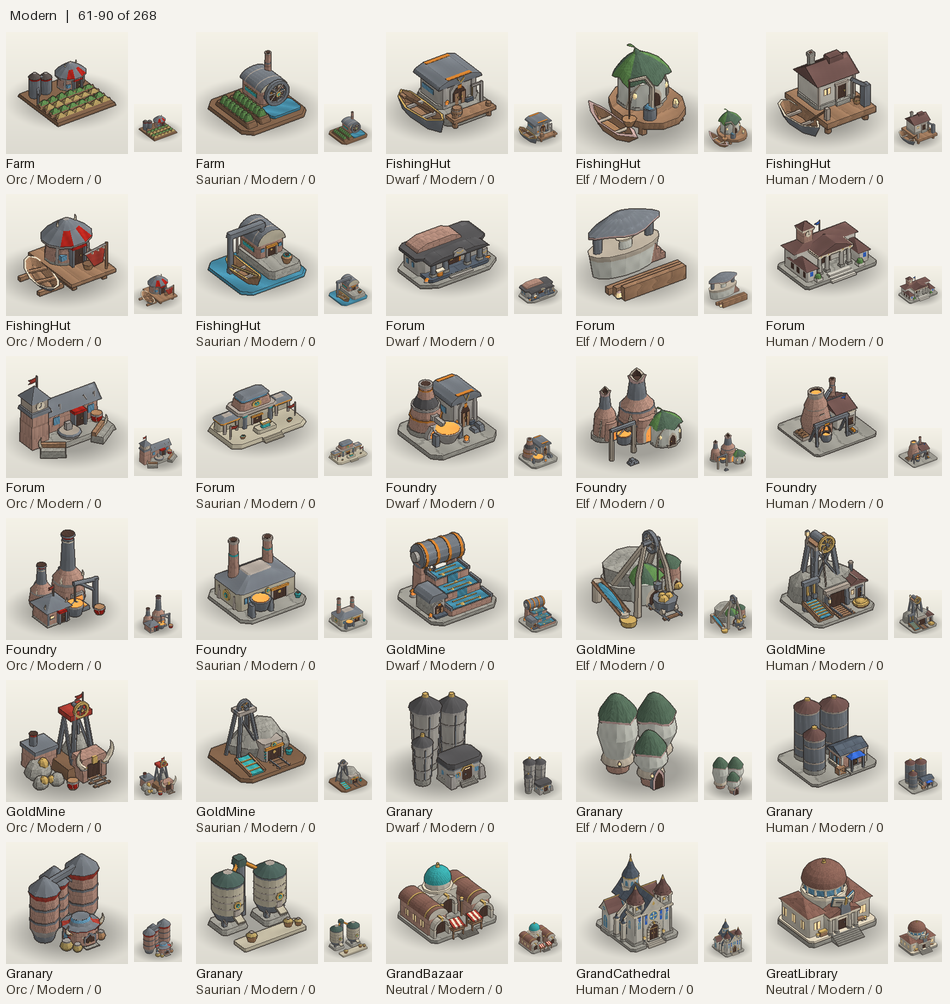 Modern | 61-90 of 268
Farm
Orc / Modern / 0
Farm
Saurian / Modern / 0
FishingHut
Dwarf / Modern / 0
FishingHut
Elf / Modern / 0
FishingHut
Human / Modern / 0
FishingHut
Orc / Modern / 0
FishingHut
Saurian / Modern / 0
Forum
Dwarf / Modern / 0
Forum
Elf / Modern / 0
Forum
Human / Modern / 0
Forum
Orc / Modern / 0
Forum
Saurian / Modern / 0
Foundry
Dwarf / Modern / 0
Foundry
Elf / Modern / 0
Foundry
Human / Modern / 0
Foundry
Orc / Modern / 0
Foundry
Saurian / Modern / 0
GoldMine
Dwarf / Modern / 0
GoldMine
Elf / Modern / 0
GoldMine
Human / Modern / 0
GoldMine
Orc / Modern / 0
GoldMine
Saurian / Modern / 0
Granary
Dwarf / Modern / 0
Granary
Elf / Modern / 0
Granary
Human / Modern / 0
Granary
Orc / Modern / 0
Granary
Saurian / Modern / 0
GrandBazaar
Neutral / Modern / 0
GrandCathedral
Human / Modern / 0
GreatLibrary
Neutral / Modern / 0